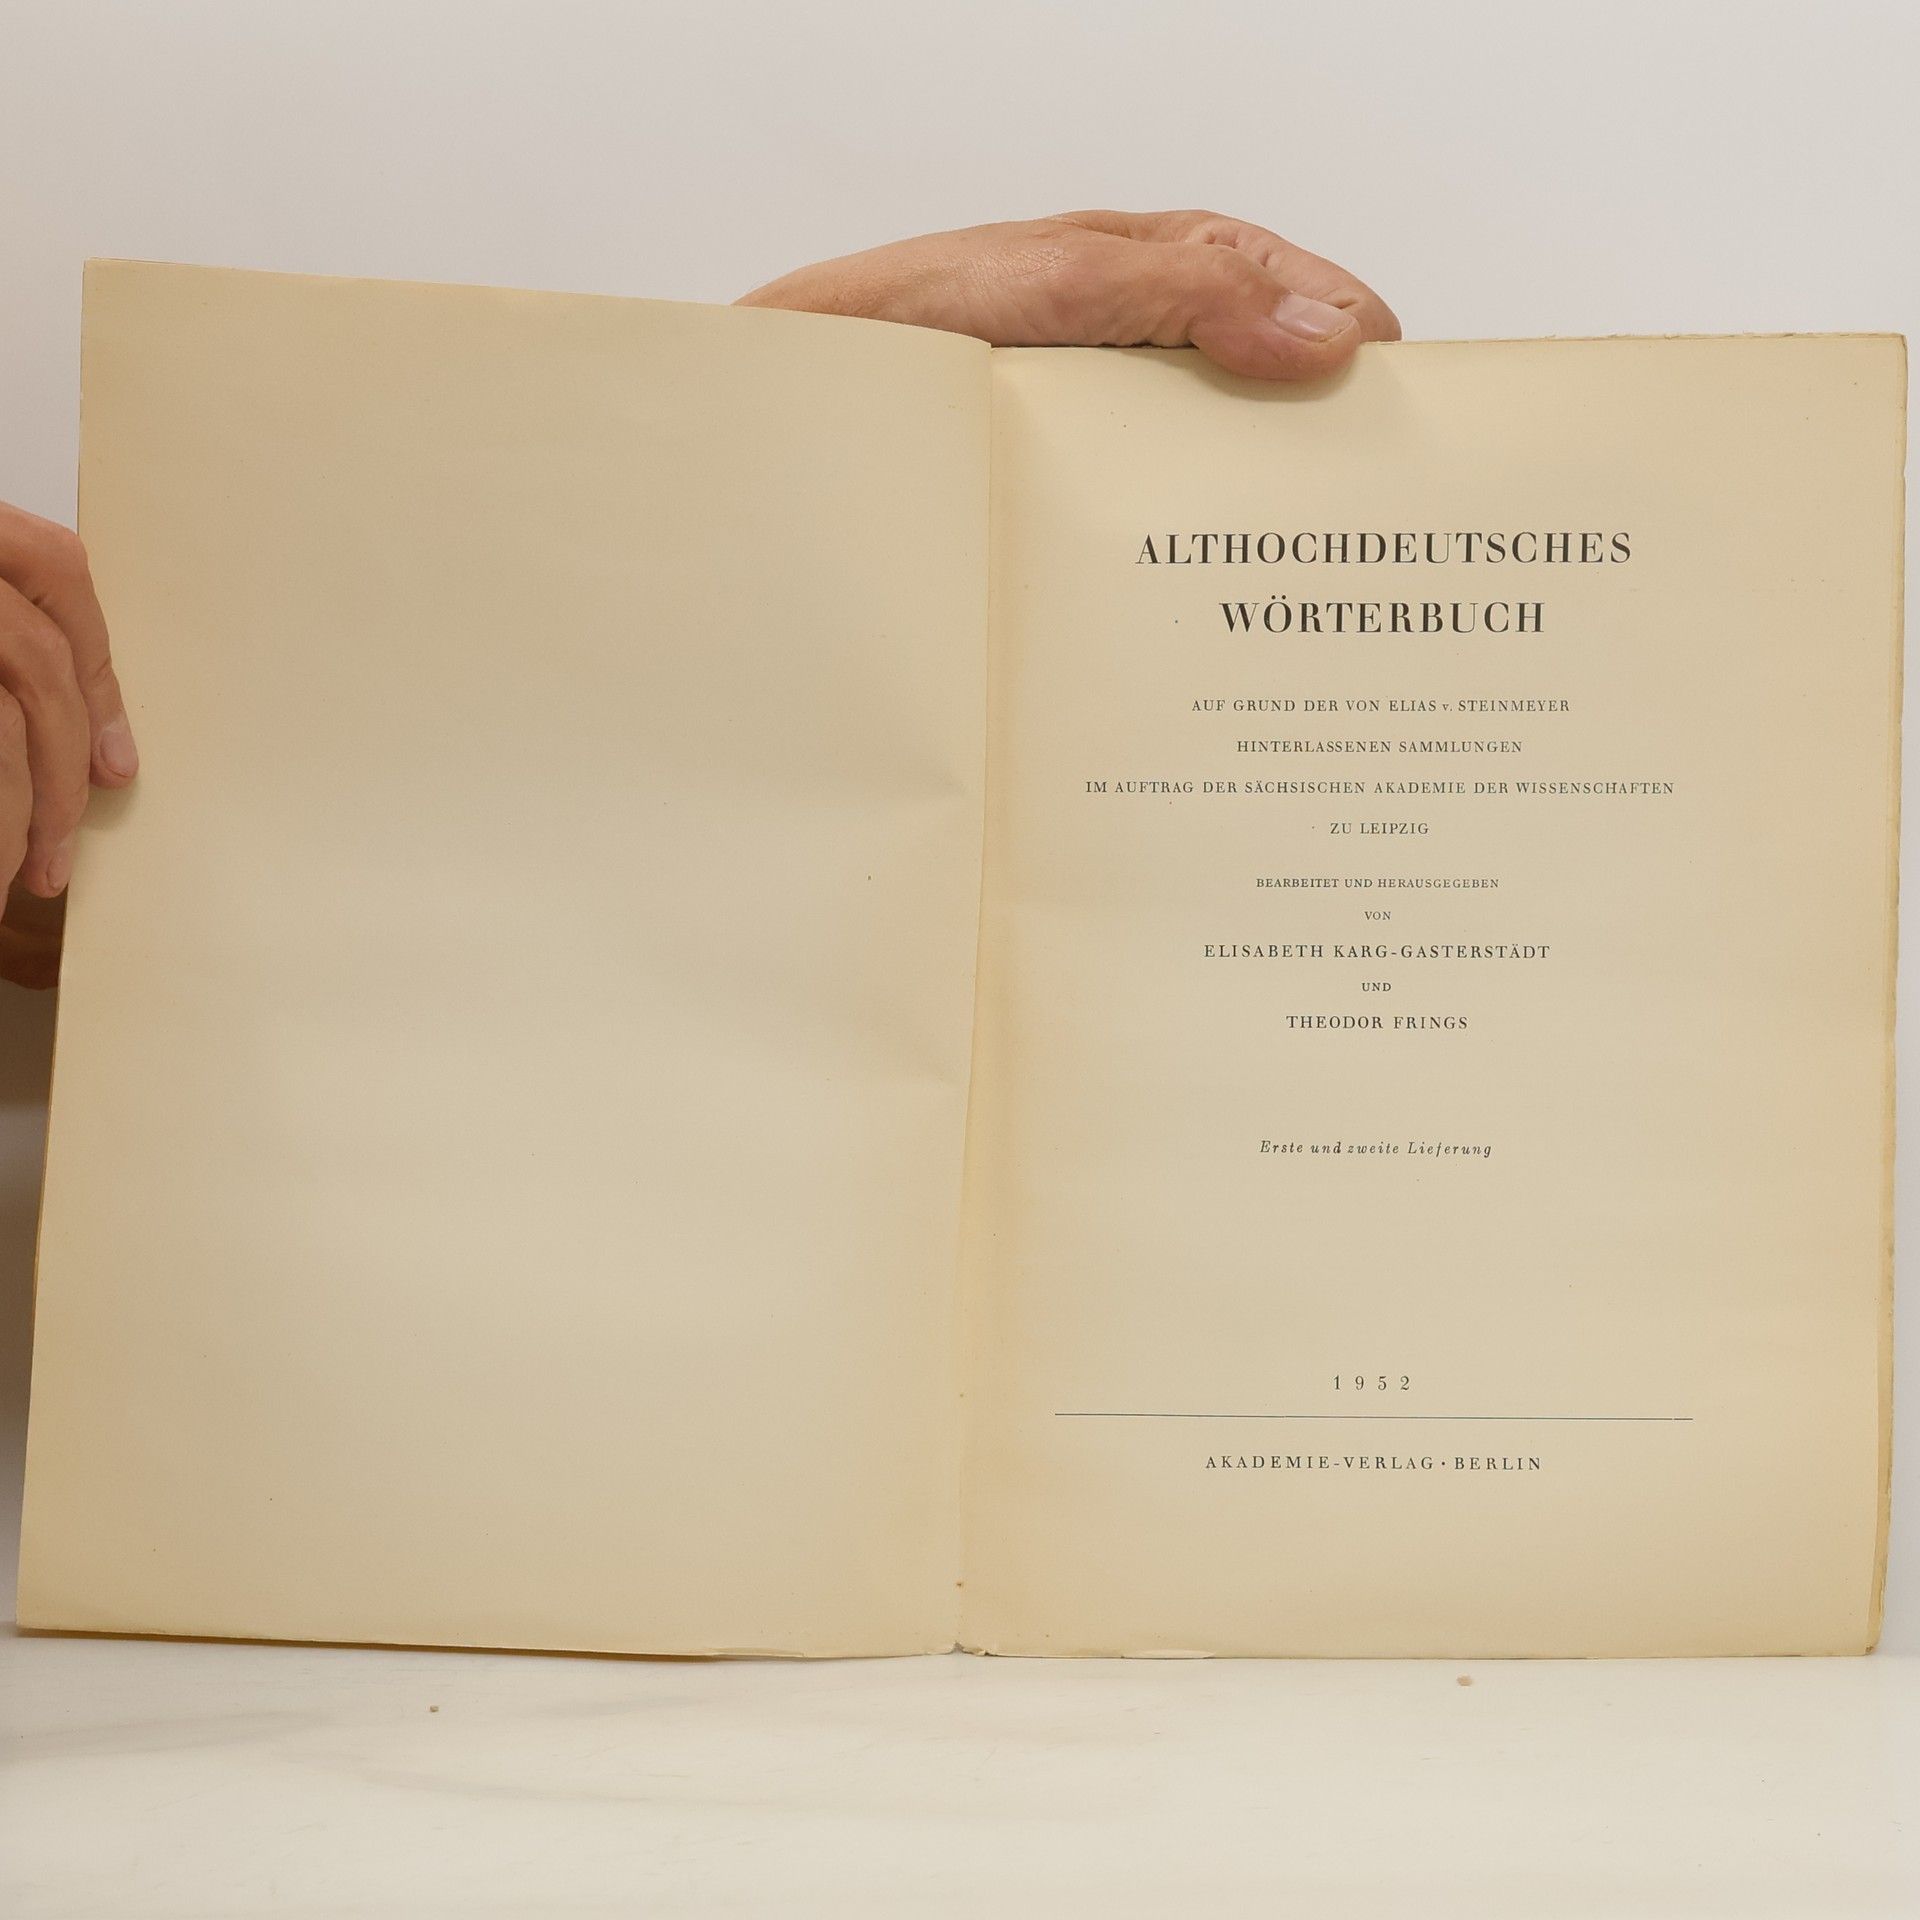 ALTHOCHDEUTSCHES
WÖRTERBUCH
AUF GRUND DER VON ELIAS v. STEINMEYER
HINTERLASSENEN SAMMLUNGEN
IM AUFTRAG DER SÄCHSISCHEN AKADEMIE DER WISSENSCHAFTEN
ZU LEIPZIG
BEARBEITET UND HERAUSGEGEBEN
VON
ELISABETH KARG-GASTERSTÄDT
UND
THEODOR FRINGS
Erste und zweite Lieferung
1952
AKADEMIE-VERLAG · BERLIN